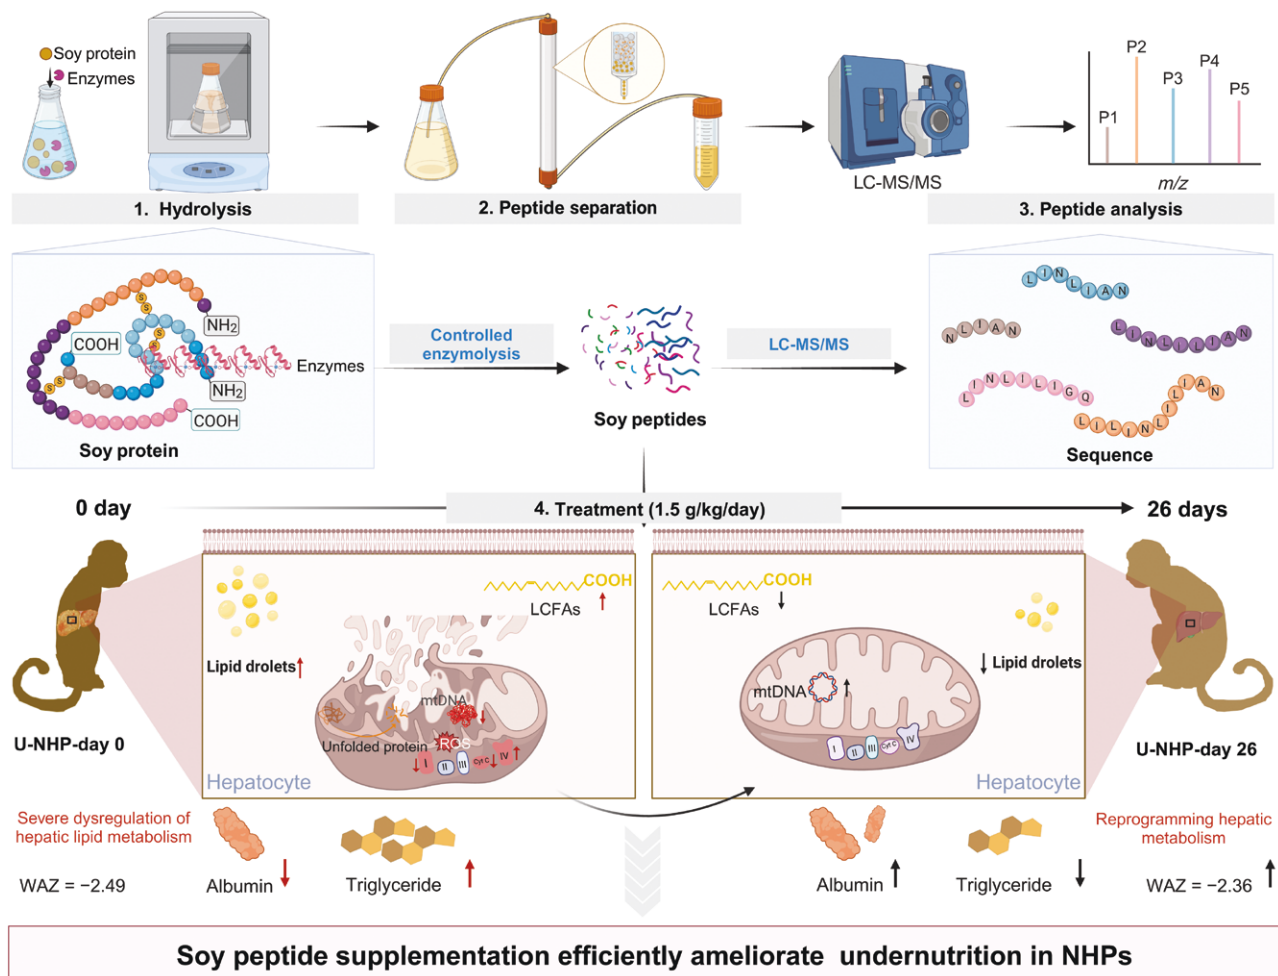 Soy protein
Enzymes
P1
P2
P3
P4
P5
LC-MS/MS
m/z
1. Hydrolysis
2. Peptide separation
3. Peptide analysis
S
S
S
S
S
S
NH2
COOH
Enzymes
NH2
COOH
Soy protein
Controlled
enzymolysis
Soy peptides
LC-MS/MS
LINLIAN
NLIAN
LINLILIAN
LINLILIGQ
LILINLILIAN
Sequence
0 day
4. Treatment (1.5 g/kg/day)
26 days
COOH
LCFAs
Lipid drolets
mtDNA
Unfolded protein
ROS
I
II
III
Cyt C
IV
Hepatocyte
U-NHP-day 0
COOH
LCFAs
Lipid drolets
mtDNA
I
II
III
Cyt C
IV
Hepatocyte
U-NHP-day 26
Severe dysregulation of
hepatic lipid metabolism
WAZ = −2.49
Albumin
Triglyceride
Albumin
Triglyceride
Reprogramming hepatic
metabolism
WAZ = −2.36
Soy peptide supplementation efficiently ameliorate undernutrition in NHPs